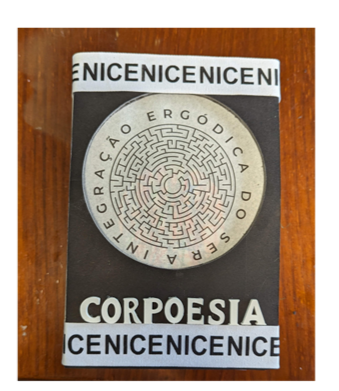 ENICENICENICENI
A INTEGRAÇÃO ERGÓDICA DO SER
CORPOESIA
ICENICENICENICE